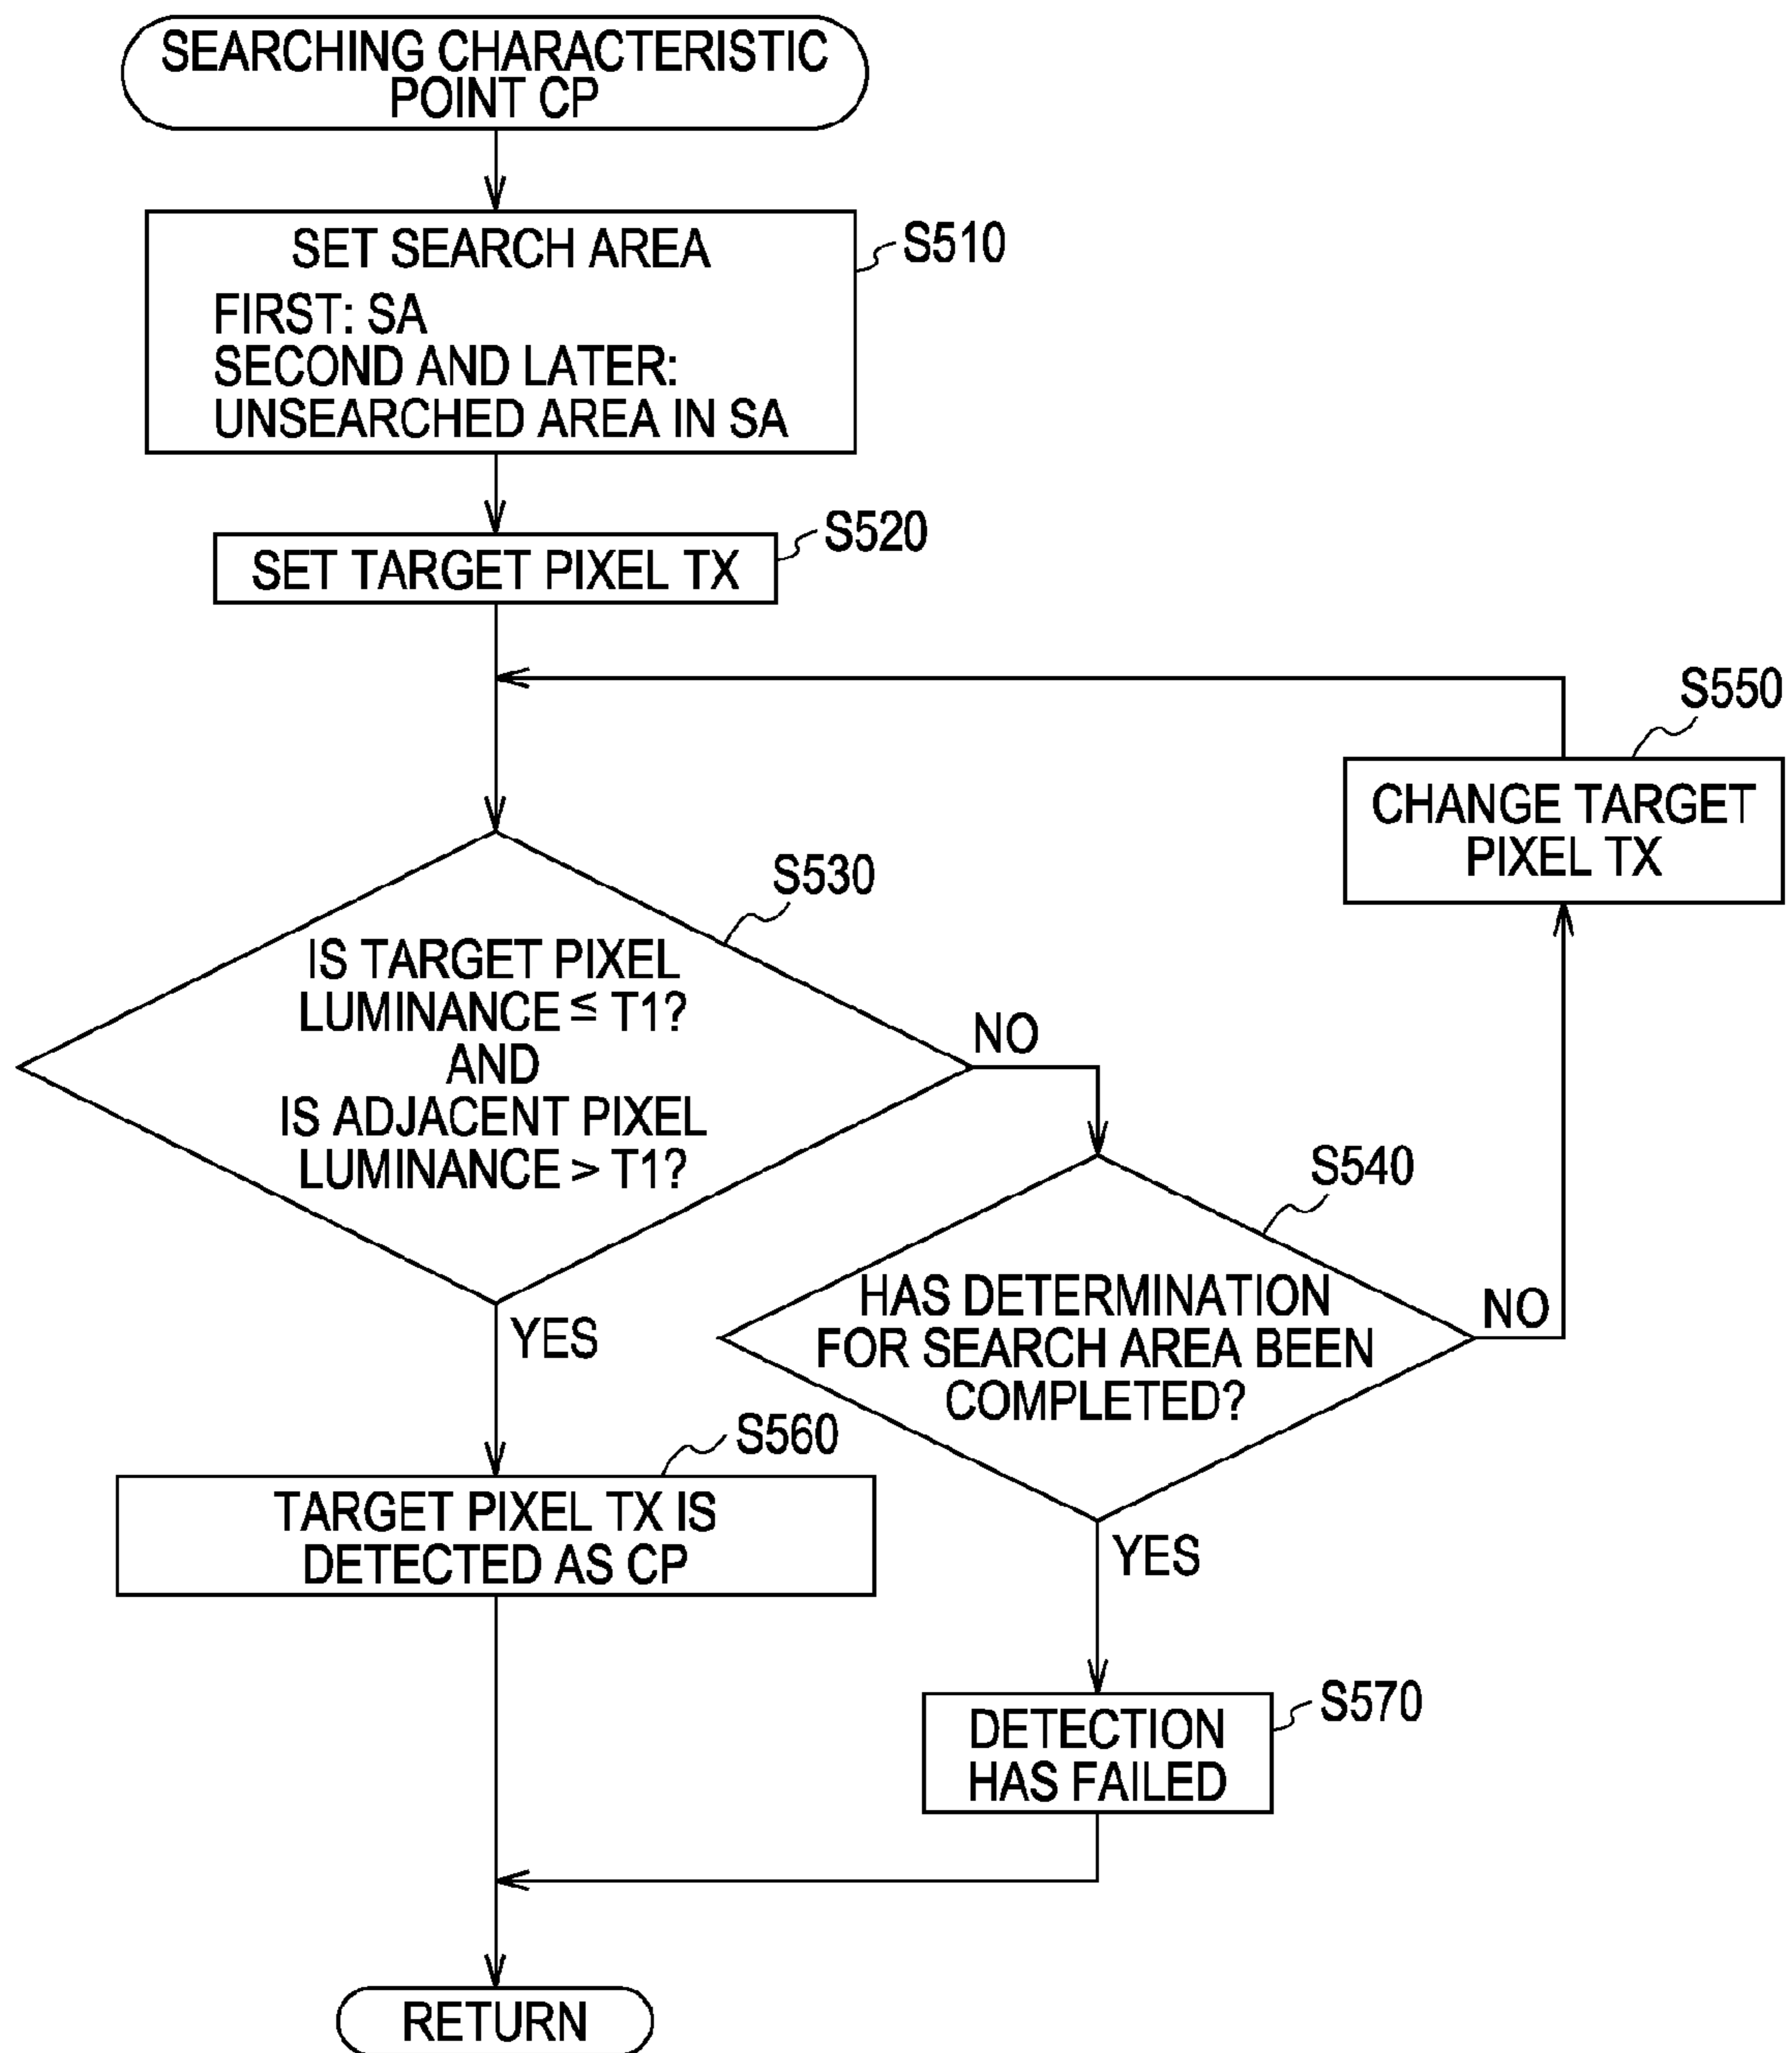 SEARCHING CHARACTERISTIC
POINT CP
SET SEARCH AREA
FIRST: SA
SECOND AND LATER:
UNSEARCHED AREA IN SA
S510
SET TARGET PIXEL TX
S520
S550
CHANGE TARGET
PIXEL TX
S530
IS TARGET PIXEL
LUMINANCE ≤ T1?
AND
IS ADJACENT PIXEL
LUMINANCE > T1?
NO
YES
S540
HAS DETERMINATION
FOR SEARCH AREA BEEN
COMPLETED?
NO
YES
S560
TARGET PIXEL TX IS
DETECTED AS CP
S570
DETECTION
HAS FAILED
RETURN